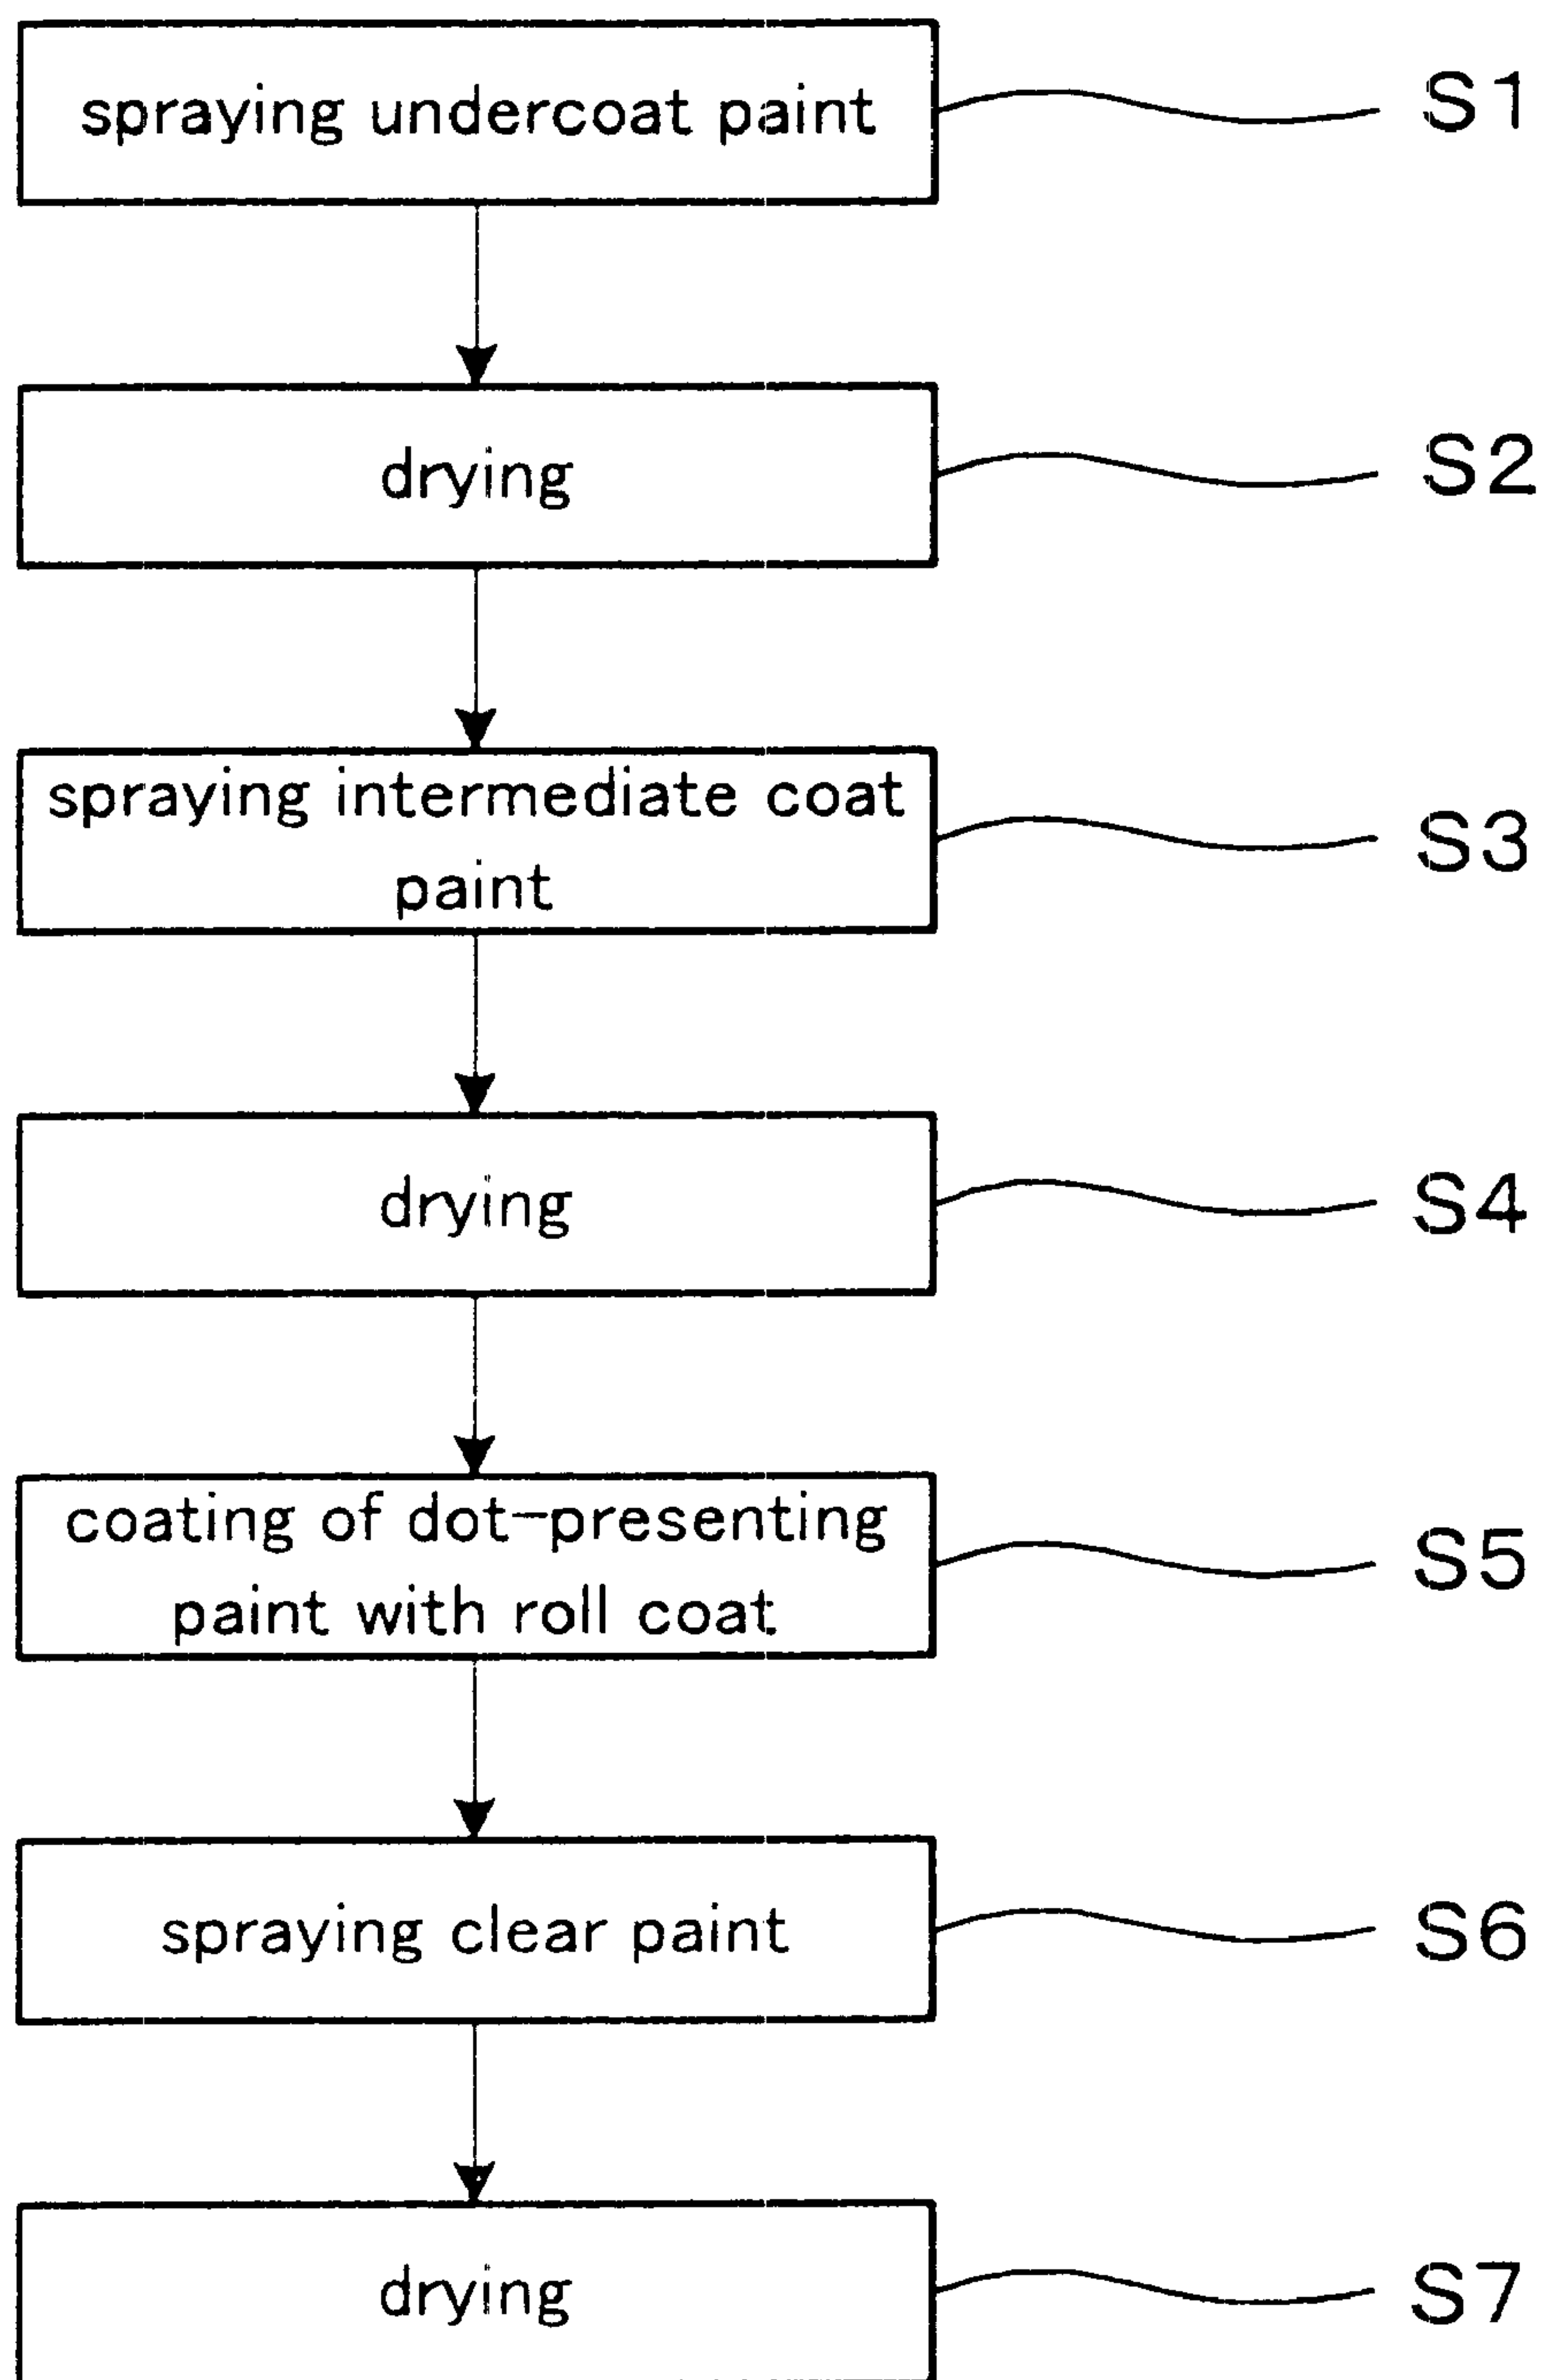 spraying undercoat paint
S1
drying
S2
spraying intermediate coat
paint
S3
drying
S4
coating of dot-presenting
paint with roll coat
S5
spraying clear paint
S6
drying
S7